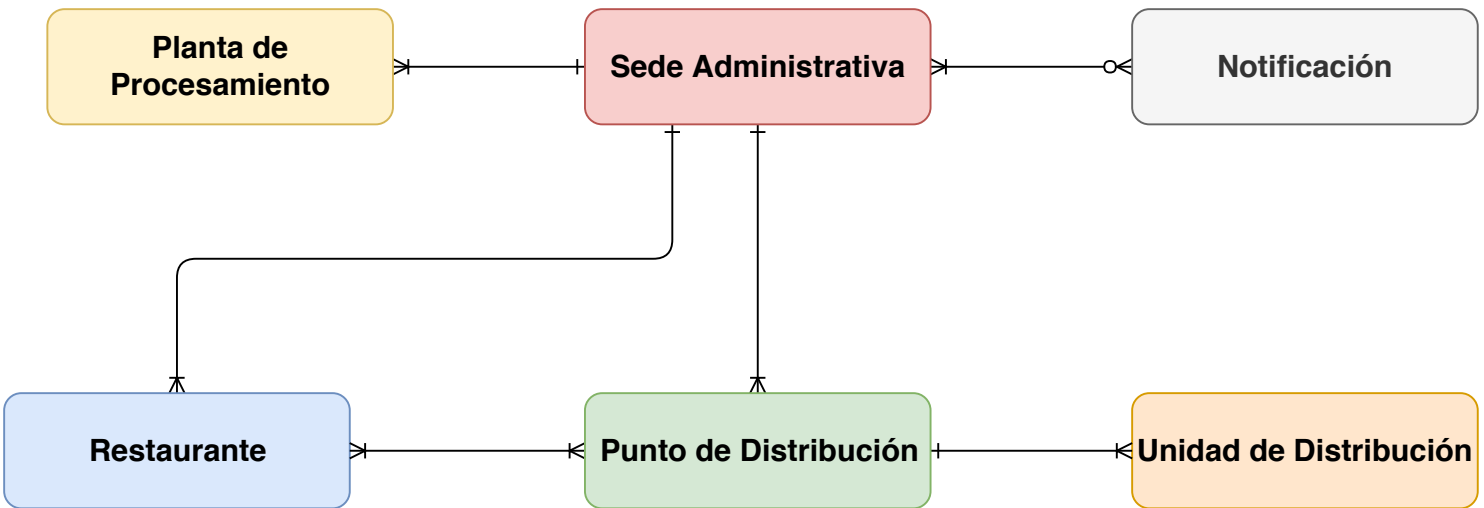 Planta de
Procesamiento
Sede Administrativa
Notificación
Restaurante
Punto de Distribución
Unidad de Distribución